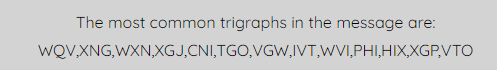 The most common trigraphs in the message are:
WQV,XNG,WXN,XGJ,CNI,TGO,VGW,IVT,WVI,PHI,HIX,XGP,VTO